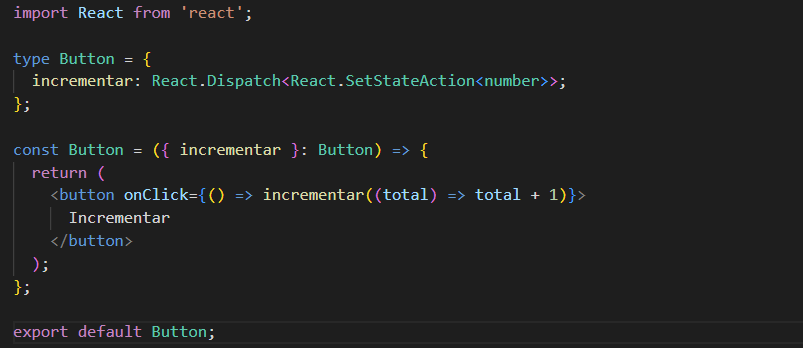 import React from 'react';
type Button = {
  incrementar: React.Dispatch<React.SetStateAction<number>>;
};
const Button = ({ incrementar }: Button) => {
  return (
    <button onClick={() => incrementar((total) => total + 1)}>
      Incrementar
    </button>
  );
};
export default Button;